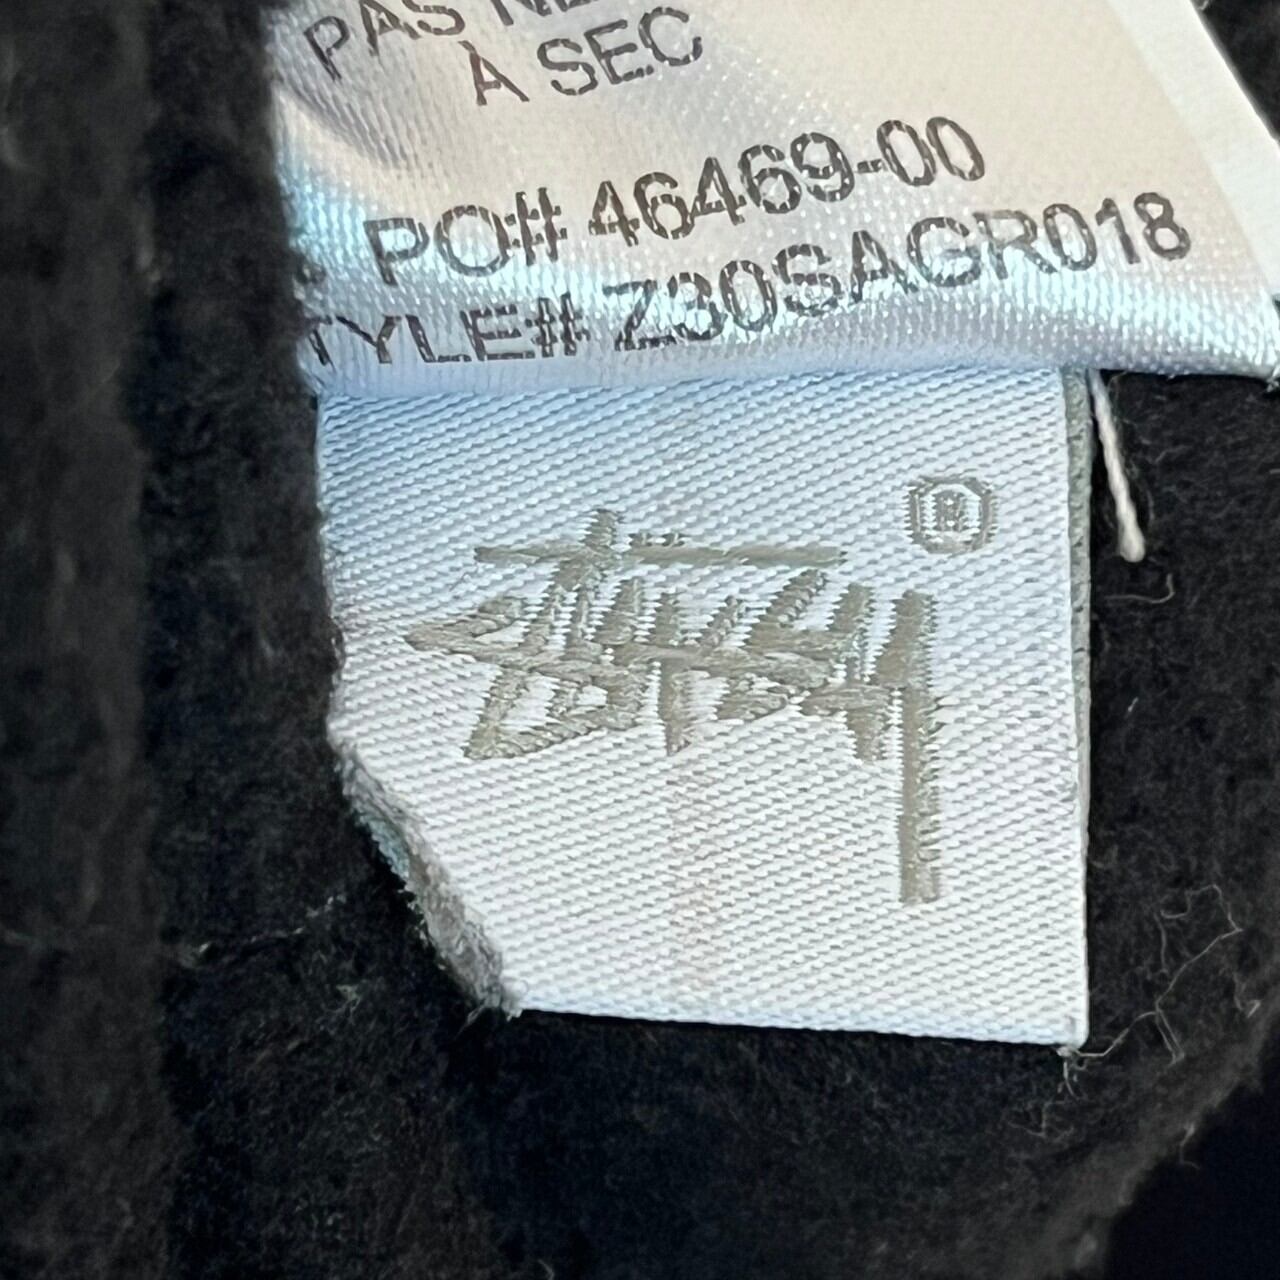 PAS NE
À SEC
PO# 46469-00
TYLE# Z30SAGR018
®
Stüssy